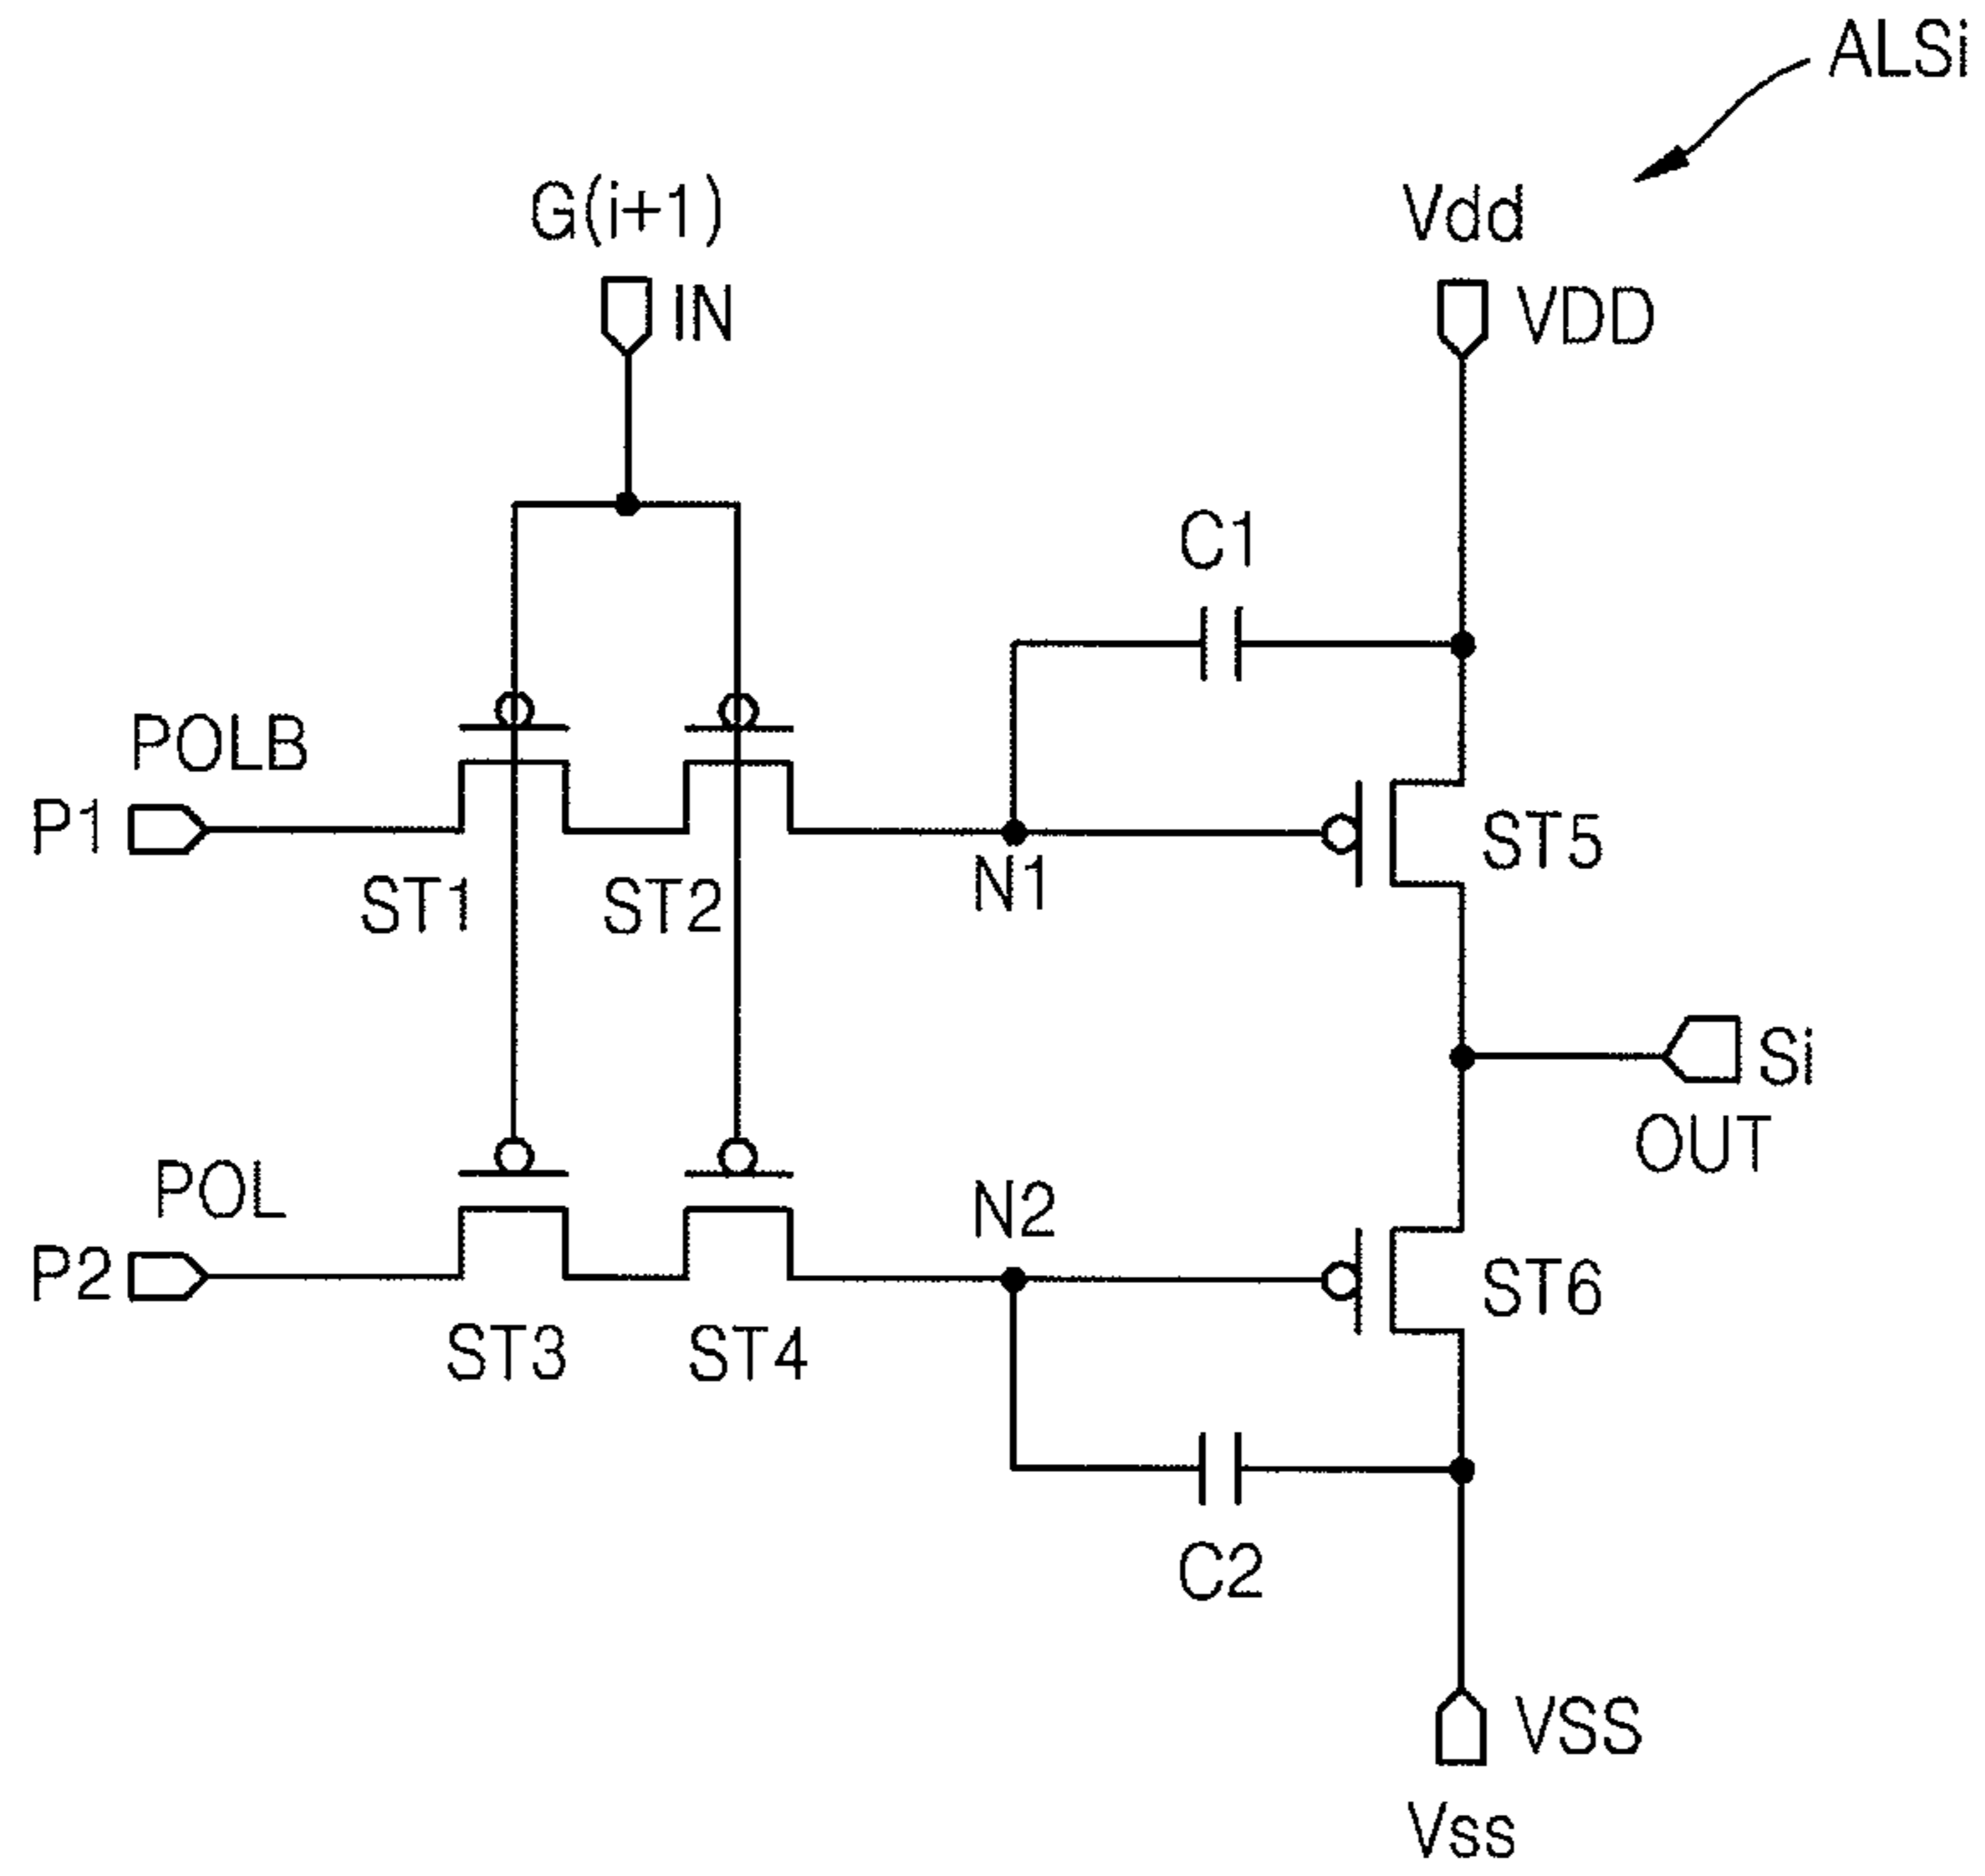 ALSi
G(i+1)
IN
Vdd
VDD
C1
POLB
P1
ST1
ST2
N1
ST5
Si
OUT
POL
P2
ST3
ST4
N2
ST6
C2
VSS
Vss